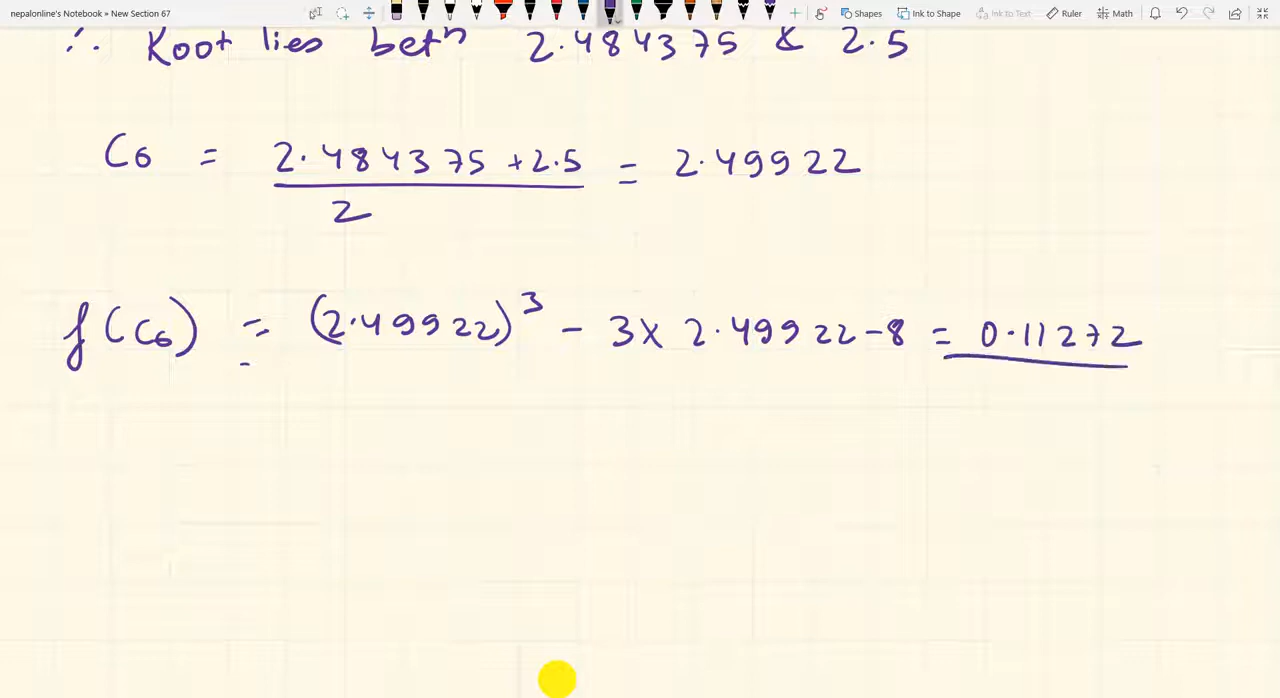 nepalonline's Notebook » New Section 67
Shapes Ink to Shape Ink to Text Ruler Math
∴ Root lies betn 2.484375 & 2.5
C6 = (2.484375 + 2.5) / 2 = 2.49922
f(C6) = (2.49922)³ − 3 × 2.49922 − 8 = 0.11272